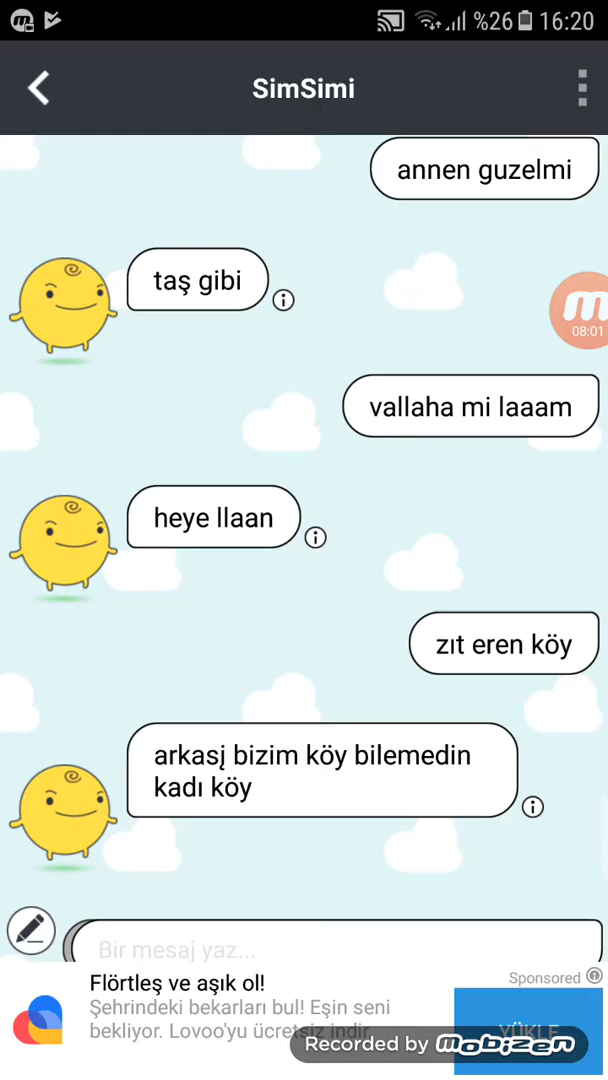 %26 16:20
SimSimi
annen guzelmi
taş gibi
08:01
vallaha mi laaam
heye llaan
zıt eren köy
arkasį bizim köy bilemedin
kadı köy
Bir mesaj yaz...
Flörtleş ve aşık ol!
Sponsored
Şehrindeki bekarları bul! Eşin seni
bekliyor. Lovoo'yu ücretsiz indir.
YÜKLE
Recorded by mobizen